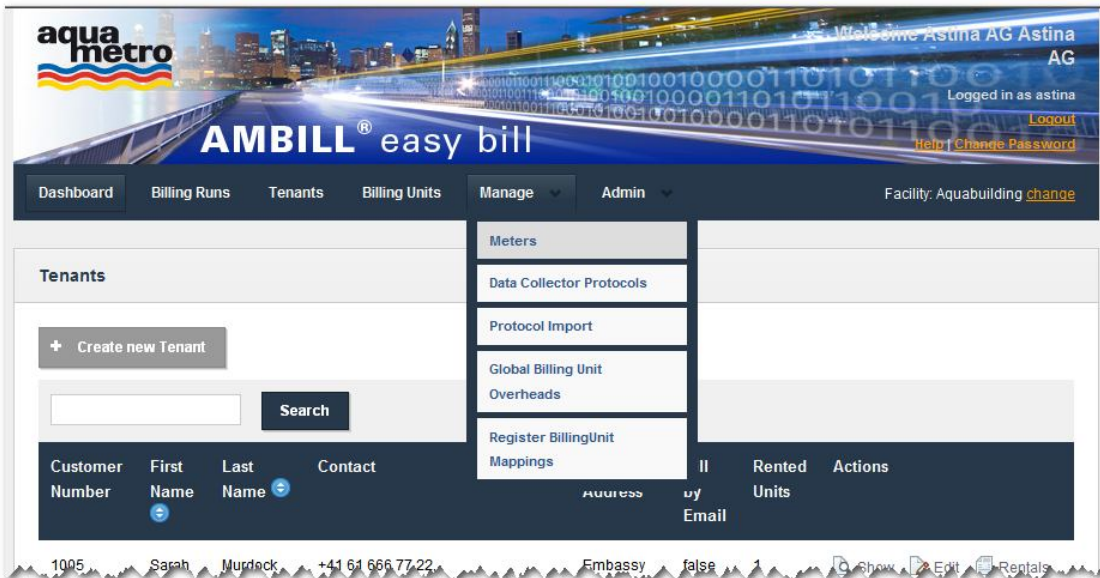 aqua
metro
Welcome Astina AG Astina
AG
Logged in as astina
Logout
Help | Change Password
AMBILL® easy bill
Dashboard Billing Runs Tenants Billing Units Manage Admin Facility: Aquabuilding change
Meters
Data Collector Protocols
Protocol Import
Global Billing Unit
Overheads
Register BillingUnit
Mappings
Tenants
+ Create new Tenant
Search
Customer
Number
First
Name
Last
Name
Contact
Address
by
Email
Rented
Units
Actions
1005 Sarah Murdock +41 61 666 77 22 Embassy false 1 Show Edit Rentals